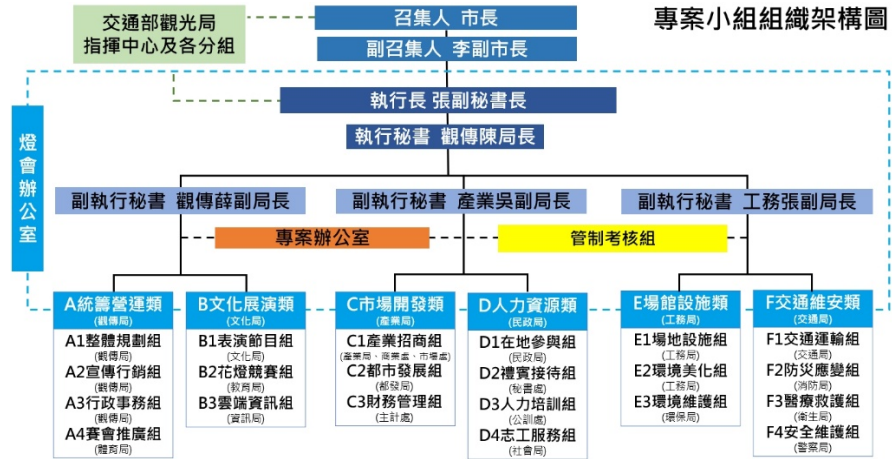 專案小組組織架構圖
交通部觀光局
指揮中心及各分組
召集人 市長
副召集人 李副市長
燈會辦公室
執行長 張副秘書長
執行秘書 觀傳陳局長
副執行秘書 觀傳薛副局長
副執行秘書 產業吳副局長
副執行秘書 工務張副局長
專案辦公室
管制考核組
A統籌營運類
(觀傳局)
A1整體規劃組
(觀傳局)
A2宣傳行銷組
(觀傳局)
A3行政事務組
(觀傳局)
A4賽會推廣組
(體育局)
B文化展演類
(文化局)
B1表演節目組
(文化局)
B2花燈競賽組
(教育局)
B3雲端資訊組
(資訊局)
C市場開發類
(產業局)
C1產業招商組
(產業局、商業處、市場處)
C2都市發展組
(都發局)
C3財務管理組
(主計處)
D人力資源類
(民政局)
D1在地參與組
(民政局)
D2禮賓接待組
(秘書處)
D3人力培訓組
(公訓處)
D4志工服務組
(社會局)
E場館設施類
(工務局)
E1場地設施組
(工務局)
E2環境美化組
(工務局)
E3環境維護組
(環保局)
F交通維安類
(交通局)
F1交通運輸組
(交通局)
F2防災應變組
(消防局)
F3醫療救護組
(衛生局)
F4安全維護組
(警察局)